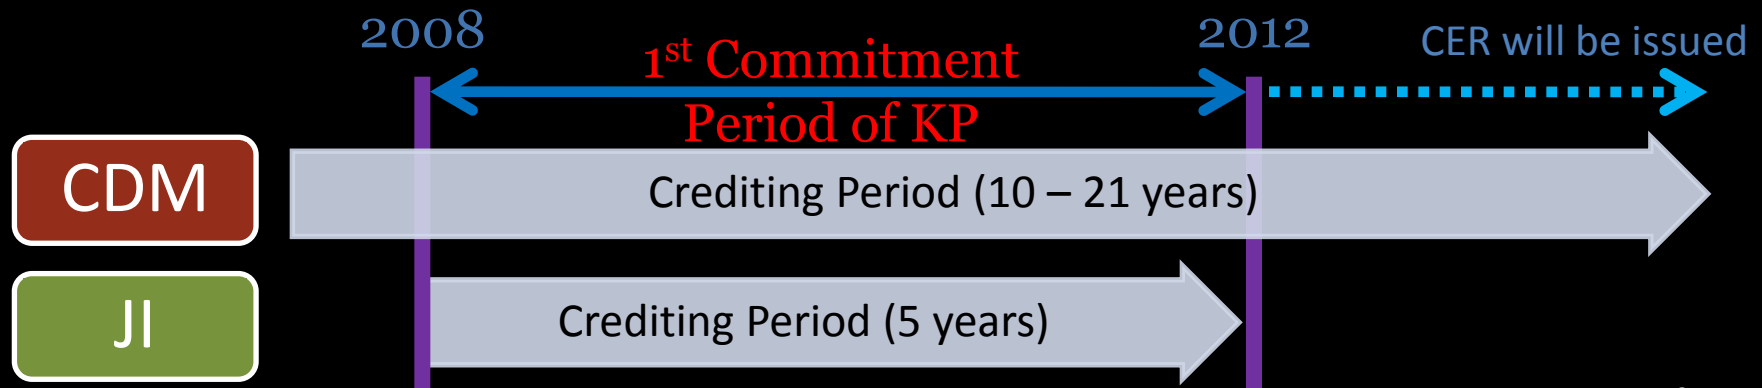 2008
2012
CER will be issued
1st Commitment
Period of KP
CDM
Crediting Period (10 – 21 years)
JI
Crediting Period (5 years)